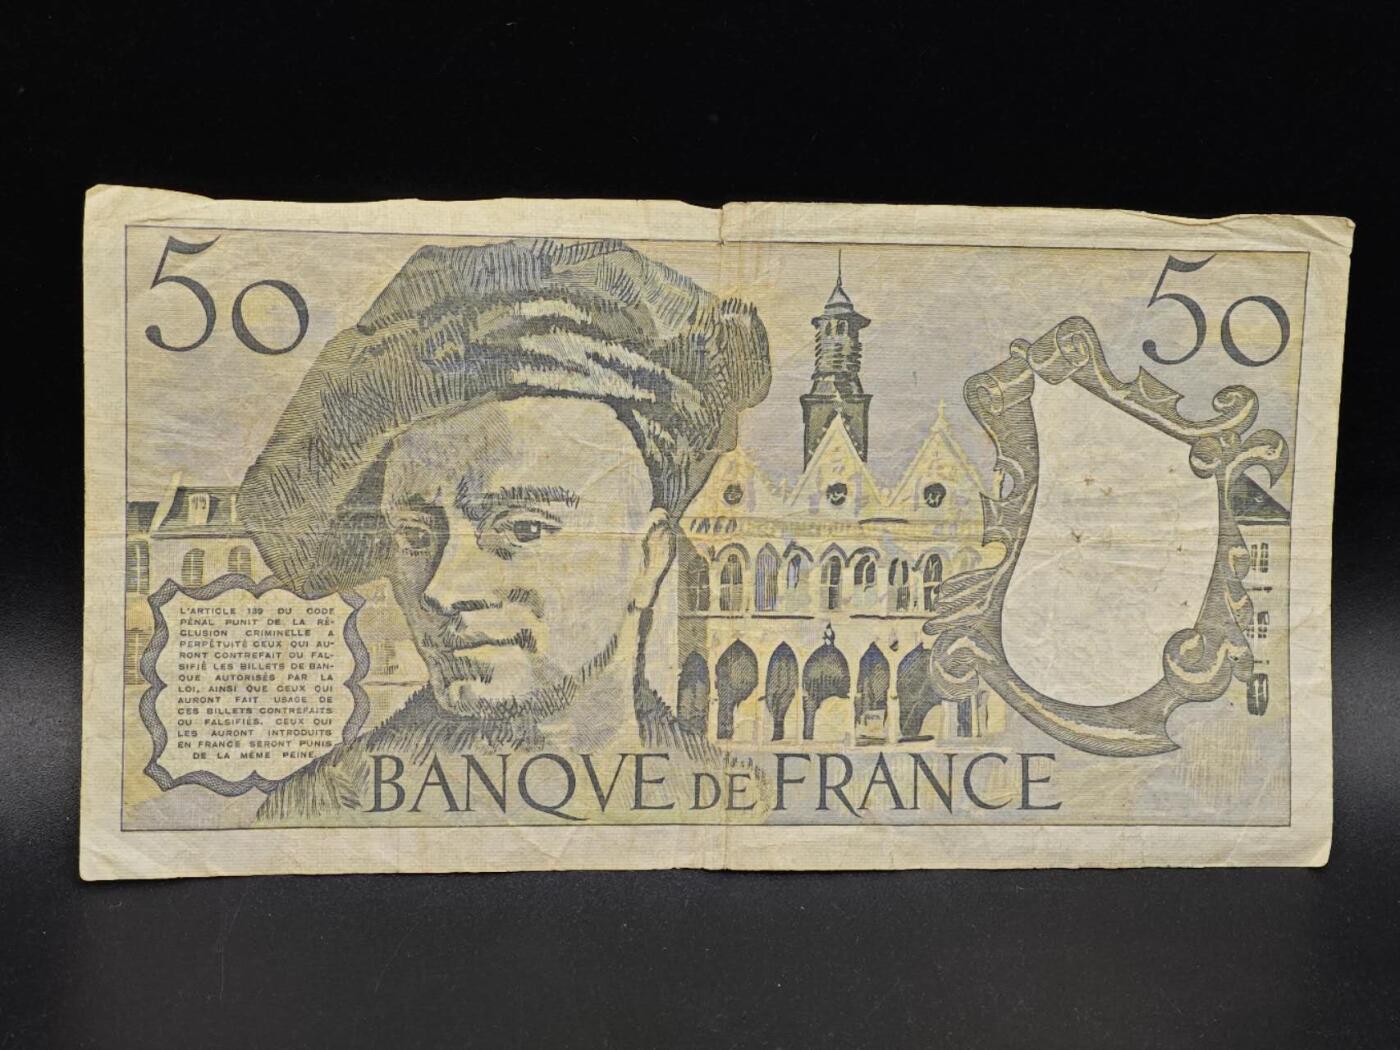 50
50
L'ARTICLE 139 DU CODE
PÉNAL PUNIT DE LA RÉ-
CLUSION CRIMINELLE A
PERPÉTUITÉ CEUX QUI AU-
RONT CONTREFAIT OU FAL-
SIFIÉ LES BILLETS DE BAN-
QUE AUTORISÉS PAR LA
LOI, AINSI QUE CEUX QUI
AURONT FAIT USAGE DE
CES BILLETS CONTREFAITS
OU FALSIFIÉS. CEUX QUI
LES AURONT INTRODUITS
EN FRANCE SERONT PUNIS
DE LA MÊME PEINE.
BANQVE DE FRANCE